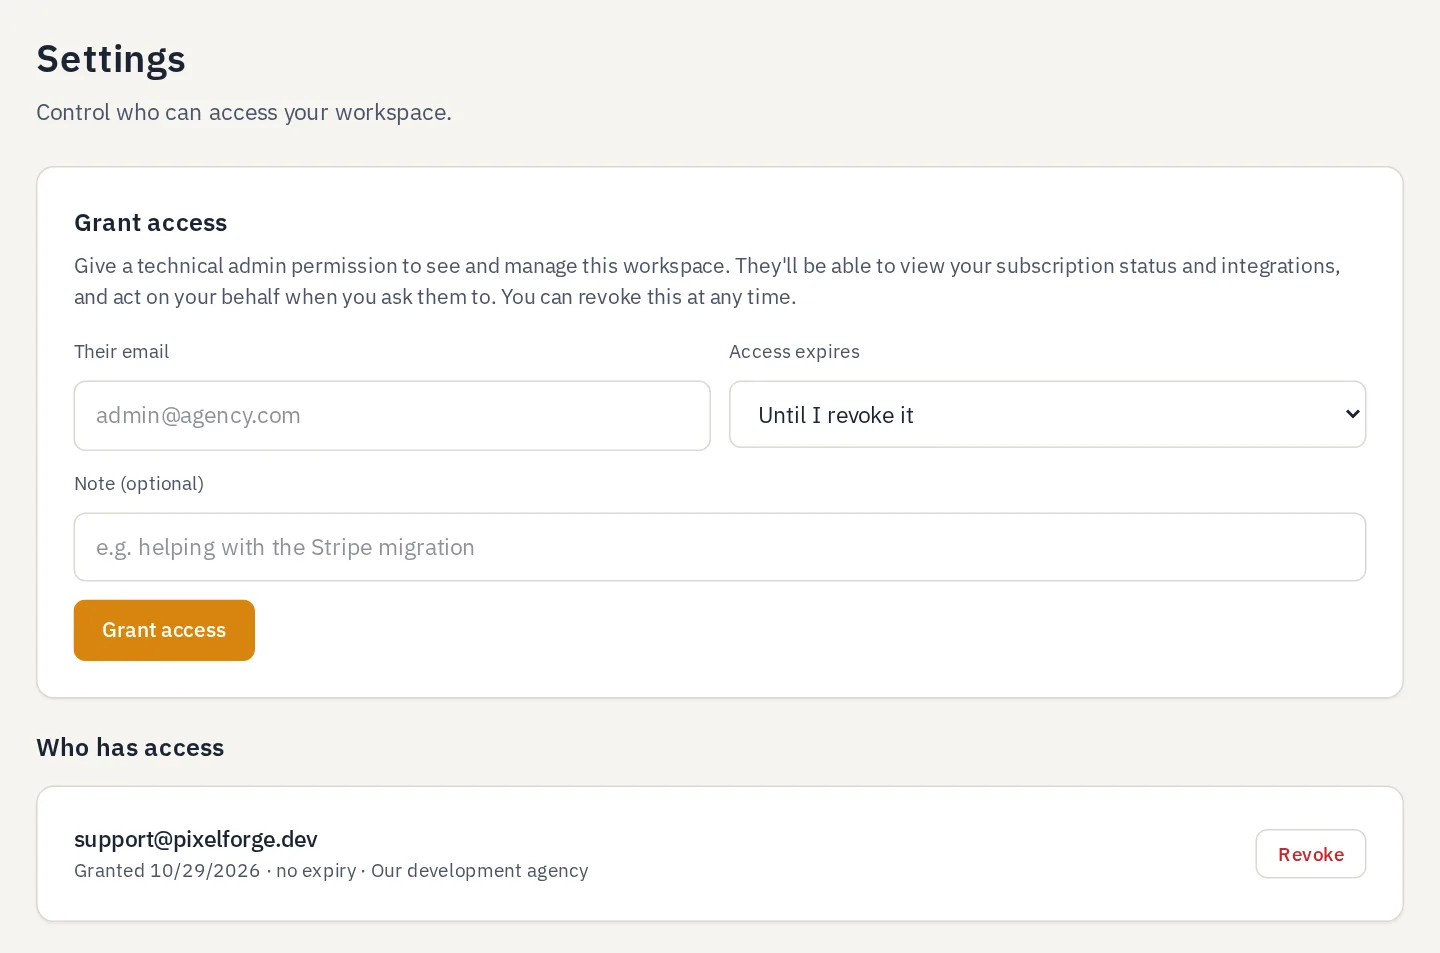 Settings
Control who can access your workspace.
Grant access
Give a technical admin permission to see and manage this workspace. They'll be able to view your subscription status and integrations,
and act on your behalf when you ask them to. You can revoke this at any time.
Their email
Access expires
admin@agency.com
Until I revoke it
Note (optional)
e.g. helping with the Stripe migration
Grant access
Who has access
support@pixelforge.dev
Granted 10/29/2026 · no expiry · Our development agency
Revoke